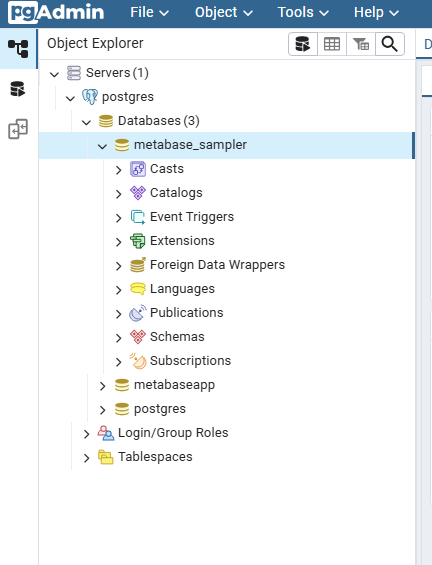 pgAdmin File Object Tools Help
Object Explorer
Servers (1)
postgres
Databases (3)
metabase_sampler
Casts
Catalogs
Event Triggers
Extensions
Foreign Data Wrappers
Languages
Publications
Schemas
Subscriptions
metabaseapp
postgres
Login/Group Roles
Tablespaces